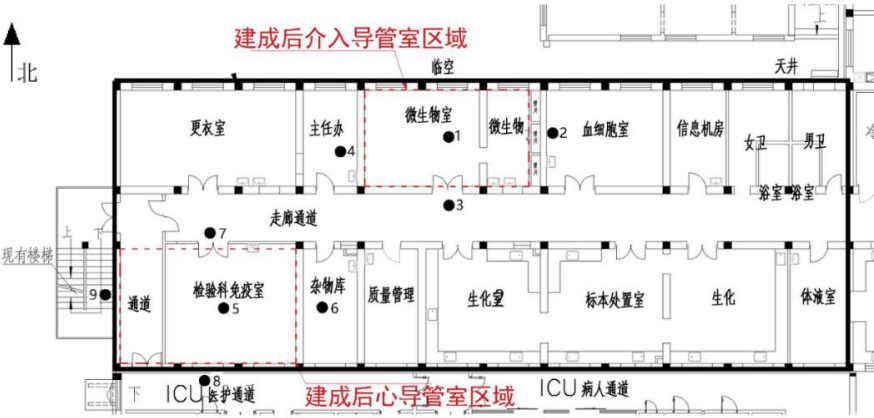 建成后介入导管室区域
北
临空
天井
上
更衣室
主任办
微生物室
微生物
血细胞室
信息机房
女卫
男卫
1
2
4
浴室
浴室
3
走廊通道
7
上
下
现有楼梯
9
通道
检验科免疫室
5
杂物库
6
质量管理
生化室
标本处置室
生化
体液室
下
8
ICU 医护通道
建成后心导管室区域
ICU 病人通道